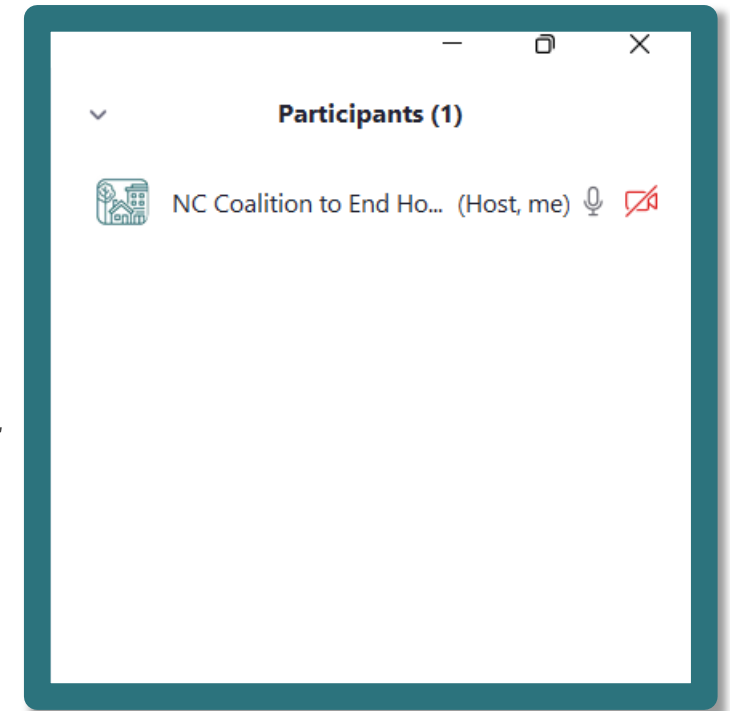 Participants (1)
NC Coalition to End Ho... (Host, me)
,